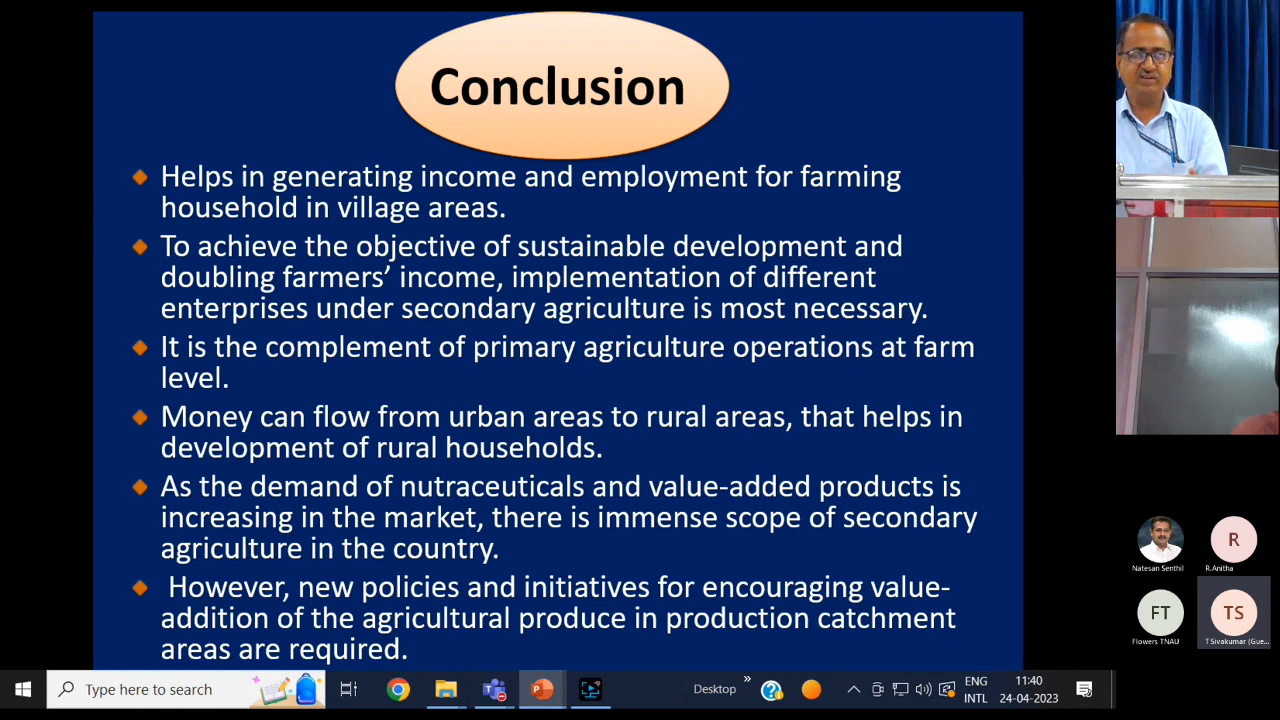 Conclusion
Helps in generating income and employment for farming
household in village areas.
To achieve the objective of sustainable development and
doubling farmers’ income, implementation of different
enterprises under secondary agriculture is most necessary.
It is the complement of primary agriculture operations at farm
level.
Money can flow from urban areas to rural areas, that helps in
development of rural households.
As the demand of nutraceuticals and value-added products is
increasing in the market, there is immense scope of secondary
agriculture in the country.
However, new policies and initiatives for encouraging value-
addition of the agricultural produce in production catchment
areas are required.
R
Natesan Senthil
R.Anitha
FT
TS
Flowers TNAU
T Sivakumar (Gue...
Type here to search
Desktop
»
ENG
INTL
11:40
24-04-2023